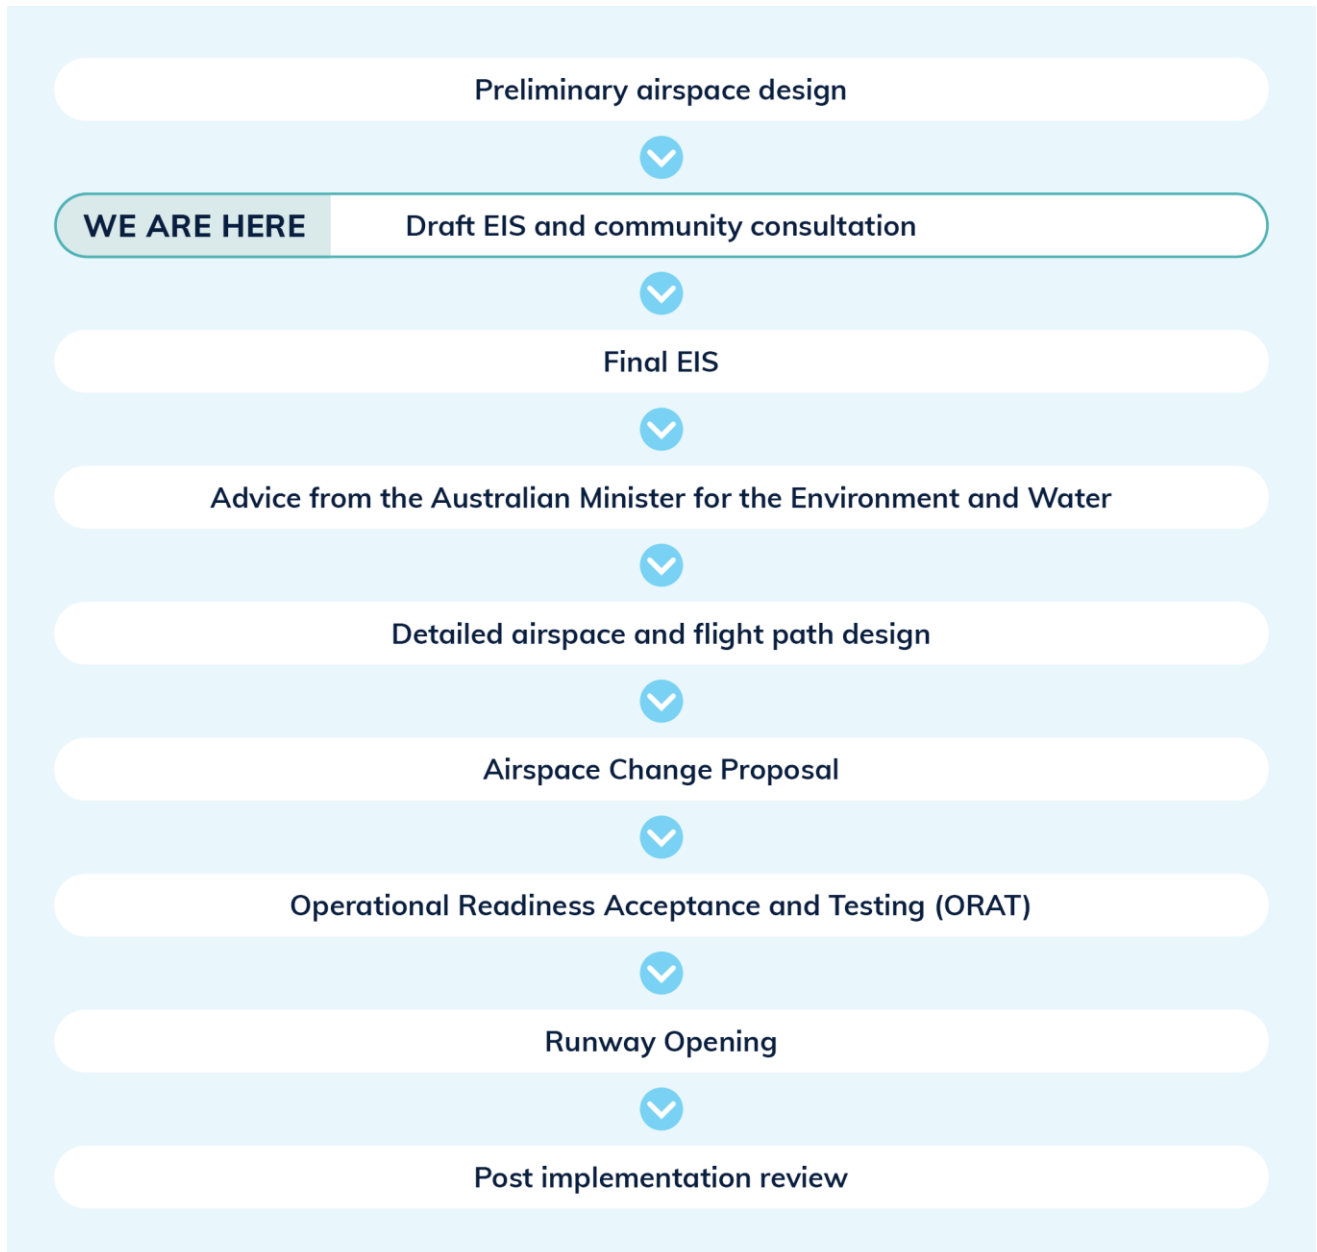 Preliminary airspace design
WE ARE HERE Draft EIS and community consultation
Final EIS
Advice from the Australian Minister for the Environment and Water
Detailed airspace and flight path design
Airspace Change Proposal
Operational Readiness Acceptance and Testing (ORAT)
Runway Opening
Post implementation review